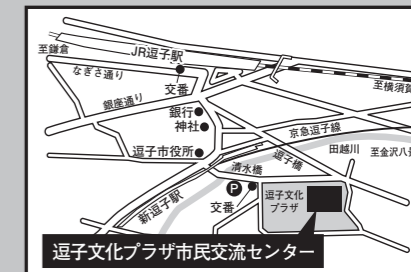 至鎌倉
JR逗子駅
なぎさ通り
交番
至横須賀
銀座通り
銀行
神社
京急逗子線
逗子市役所
逗子橋
田越川
至金沢八景
清水橋
P
交番
新逗子駅
逗子文化
プラザ
逗子文化プラザ市民交流センター